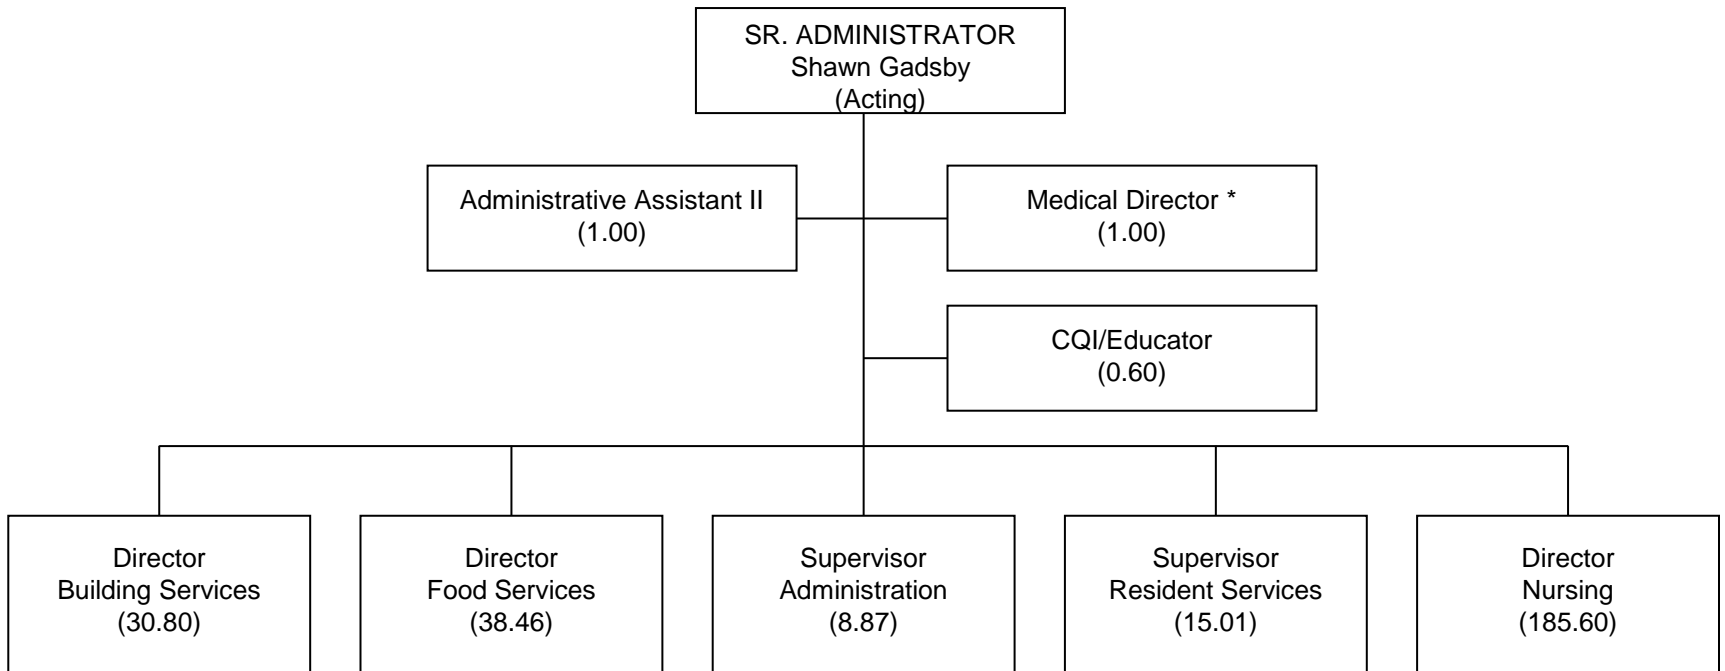 SR. ADMINISTRATOR
Shawn Gadsby
(Acting)
Administrative Assistant II
(1.00)
Medical Director *
(1.00)
CQI/Educator
(0.60)
Director
Building Services
(30.80)
Director
Food Services
(38.46)
Supervisor
Administration
(8.87)
Supervisor
Resident Services
(15.01)
Director
Nursing
(185.60)